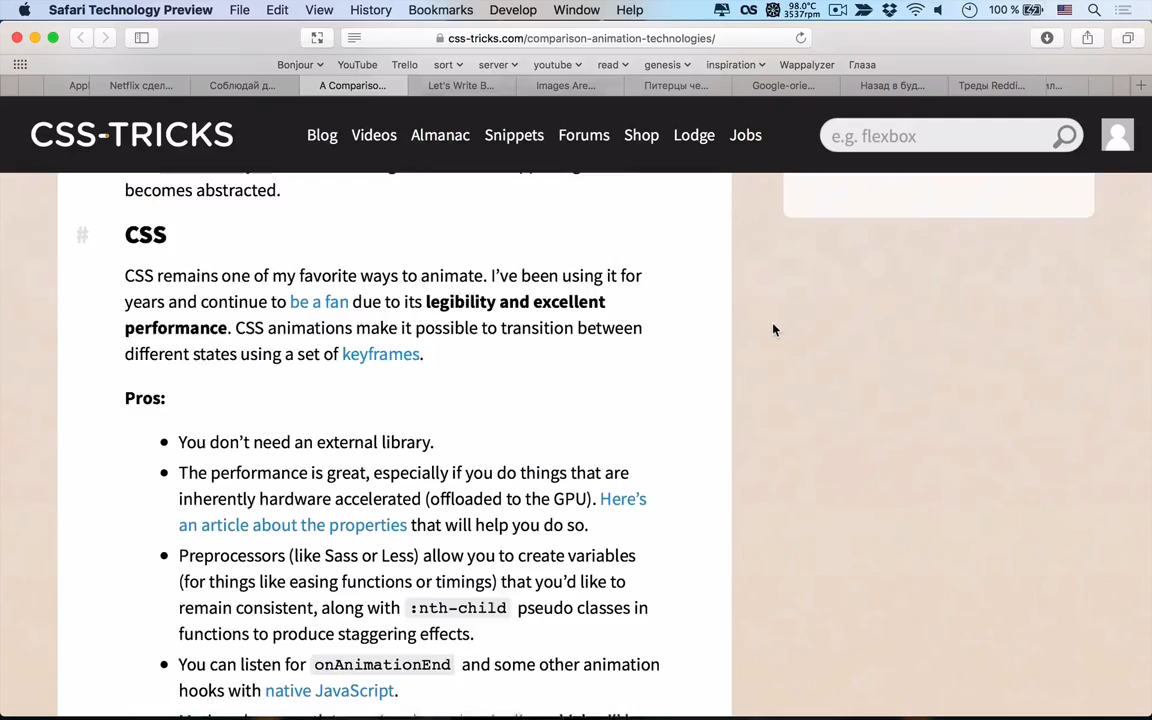 Safari Technology Preview File Edit View History Bookmarks Develop Window Help 98.0°C 3537rpm 100 %
css-tricks.com/comparison-animation-technologies/
Bonjour YouTube Trello sort server youtube read genesis inspiration Wappalyzer Глаза
Appl Netflix сдел... Соблюдай д... A Compariso... Let's Write B... Images Are... Питерцы че... Google-orie... Назад в буд... Треды Reddi... ил...
CSS-TRICKS Blog Videos Almanac Snippets Forums Shop Lodge Jobs e.g. flexbox
becomes abstracted.
# CSS
CSS remains one of my favorite ways to animate. I've been using it for
years and continue to be a fan due to its legibility and excellent
performance. CSS animations make it possible to transition between
different states using a set of keyframes.
Pros:
You don't need an external library.
The performance is great, especially if you do things that are
inherently hardware accelerated (offloaded to the GPU). Here's
an article about the properties that will help you do so.
Preprocessors (like Sass or Less) allow you to create variables
(for things like easing functions or timings) that you'd like to
remain consistent, along with :nth-child pseudo classes in
functions to produce staggering effects.
You can listen for onAnimationEnd and some other animation
hooks with native JavaScript.